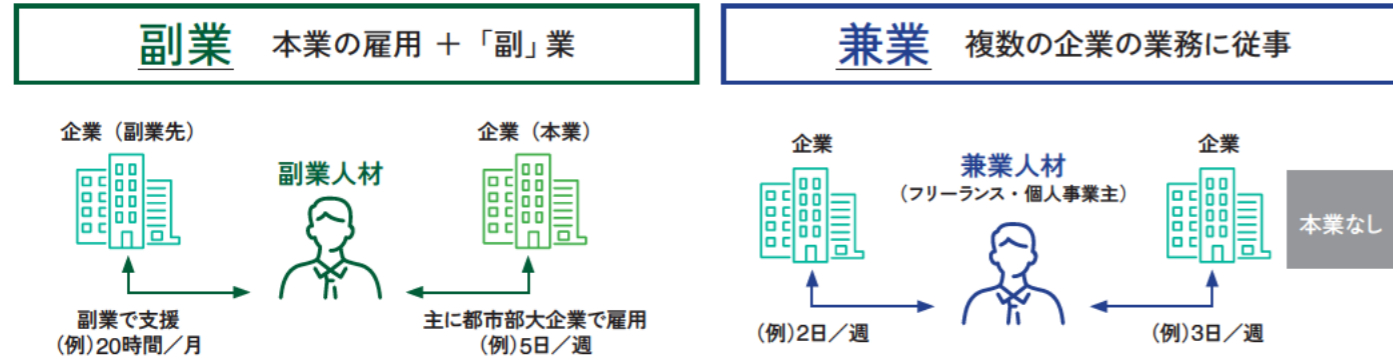 副業 本業の雇用 + 「副」業
企業（副業先）
企業（本業）
副業人材
副業で支援
(例)20時間／月
主に都市部大企業で雇用
(例)5日／週
兼業 複数の企業の業務に従事
企業
兼業人材
（フリーランス・個人事業主）
企業
本業なし
(例)2日／週
(例)3日／週